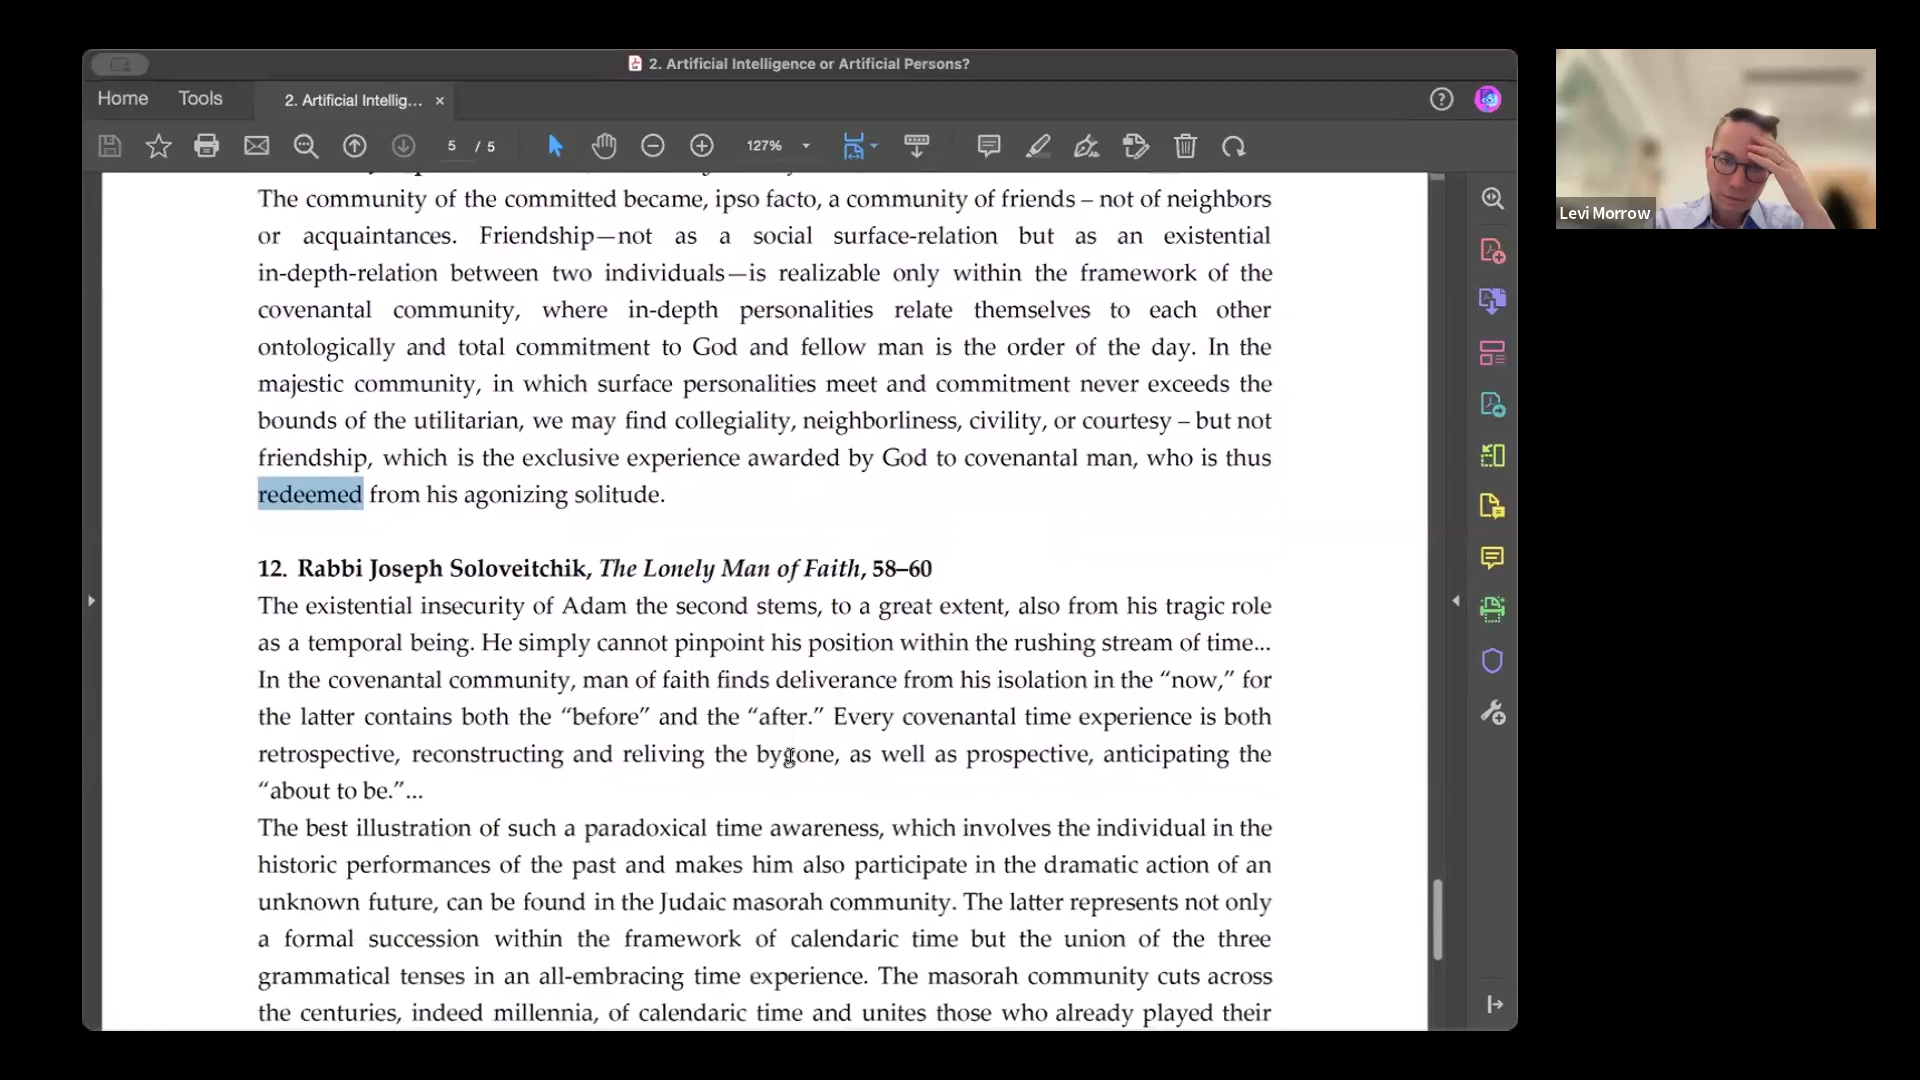 2. Artificial Intelligence or Artificial Persons?
Home Tools 2. Artificial Intellig... ×
5 / 5 127%
The community of the committed became, ipso facto, a community of friends – not of neighbors
or acquaintances. Friendship—not as a social surface-relation but as an existential
in-depth-relation between two individuals—is realizable only within the framework of the
covenantal community, where in-depth personalities relate themselves to each other
ontologically and total commitment to God and fellow man is the order of the day. In the
majestic community, in which surface personalities meet and commitment never exceeds the
bounds of the utilitarian, we may find collegiality, neighborliness, civility, or courtesy – but not
friendship, which is the exclusive experience awarded by God to covenantal man, who is thus
redeemed from his agonizing solitude.
12. Rabbi Joseph Soloveitchik, The Lonely Man of Faith, 58–60
The existential insecurity of Adam the second stems, to a great extent, also from his tragic role
as a temporal being. He simply cannot pinpoint his position within the rushing stream of time...
In the covenantal community, man of faith finds deliverance from his isolation in the “now,” for
the latter contains both the “before” and the “after.” Every covenantal time experience is both
retrospective, reconstructing and reliving the bygone, as well as prospective, anticipating the
“about to be.”...
The best illustration of such a paradoxical time awareness, which involves the individual in the
historic performances of the past and makes him also participate in the dramatic action of an
unknown future, can be found in the Judaic masorah community. The latter represents not only
a formal succession within the framework of calendaric time but the union of the three
grammatical tenses in an all-embracing time experience. The masorah community cuts across
the centuries, indeed millennia, of calendaric time and unites those who already played their
Levi Morrow